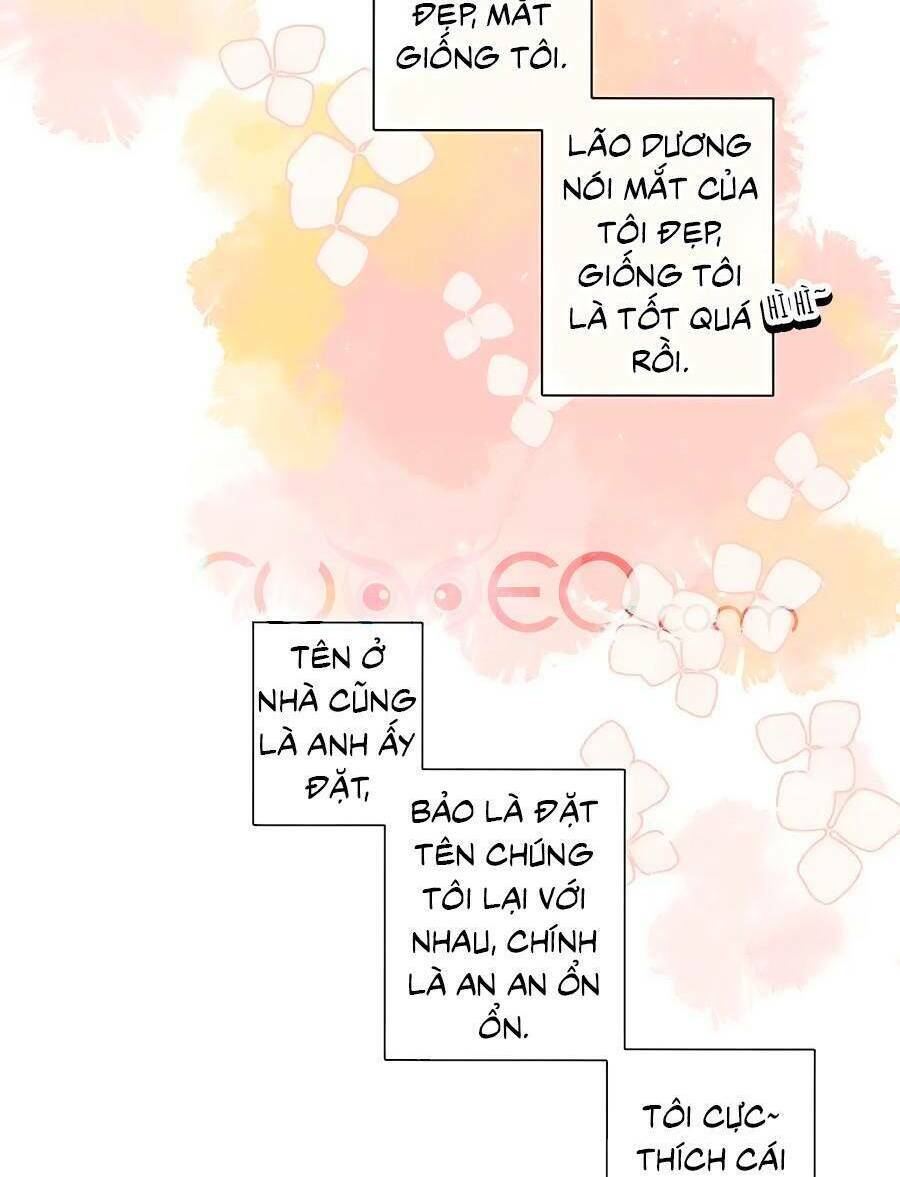 ĐẸP, MẮT
GIỐNG TÔI.
LÃO DƯƠNG
NÓI MẮT CỦA
TÔI ĐẸP,
GIỐNG TÔI
LÀ TỐT QUÁ
RỒI.
HÌ HÌ~
TÊN Ở
NHÀ CŨNG
LÀ ANH ẤY
ĐẶT,
BẢO LÀ ĐẶT
TÊN CHÚNG
TÔI LẠI VỚI
NHAU, CHÍNH
LÀ AN AN ỔN
ỔN.
TÔI CỰC~
THÍCH CÁI